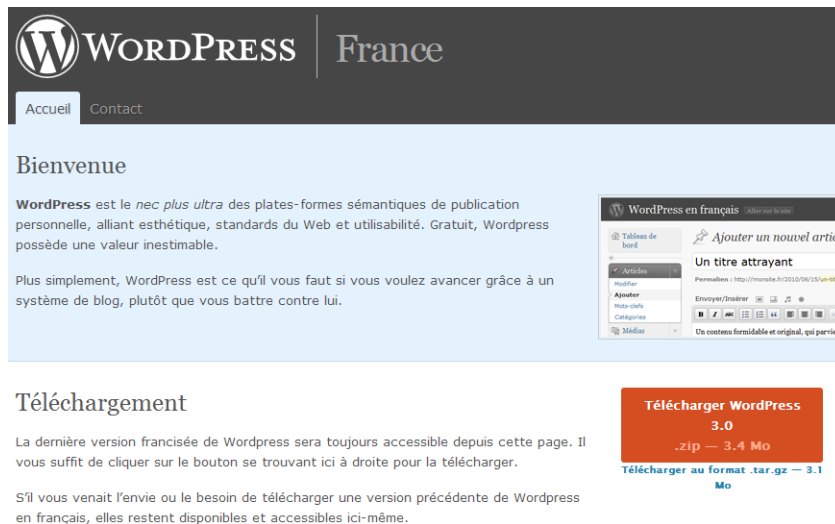 WORDPRESS France
Accueil Contact
Bienvenue
WordPress est le nec plus ultra des plates-formes sémantiques de publication
personnelle, alliant esthétique, standards du Web et utilisabilité. Gratuit, Wordpress
possède une valeur inestimable.
Plus simplement, WordPress est ce qu'il vous faut si vous voulez avancer grâce à un
système de blog, plutôt que vous battre contre lui.
WordPress en français Aller sur le site
Tableau de
bord
Articles
Modifier
Ajouter
Mots-clefs
Catégories
Médias
Ajouter un nouvel artic
Un titre attrayant
Permalien : http://monsite.fr/2010/06/15/un-tit
Envoyer/Insérer
B I ABC
Un contenu formidable et original, qui parvie
Téléchargement
La dernière version francisée de Wordpress sera toujours accessible depuis cette page. Il
vous suffit de cliquer sur le bouton se trouvant ici à droite pour la télécharger.
S'il vous venait l'envie ou le besoin de télécharger une version précédente de Wordpress
en français, elles restent disponibles et accessibles ici-même.
Télécharger WordPress
3.0
.zip — 3.4 Mo
Télécharger au format .tar.gz — 3.1
Mo